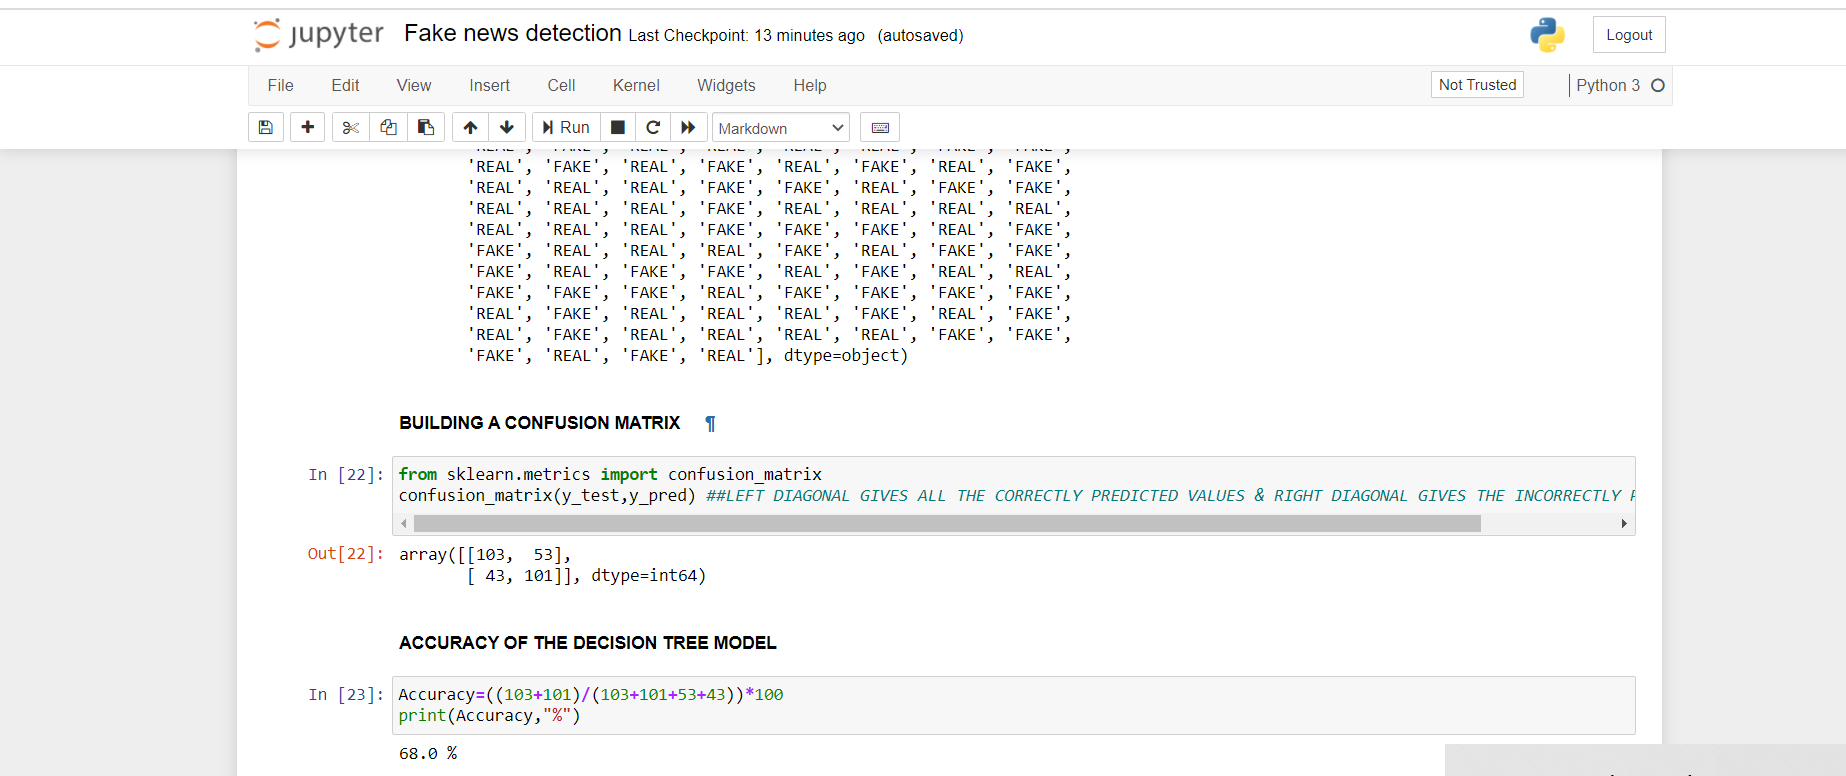 jupyter Fake news detection Last Checkpoint: 13 minutes ago (autosaved) Logout
File Edit View Insert Cell Kernel Widgets Help Not Trusted Python 3
Run Markdown
'REAL', 'FAKE', 'REAL', 'FAKE', 'REAL', 'FAKE', 'REAL', 'FAKE',
'REAL', 'REAL', 'REAL', 'FAKE', 'FAKE', 'REAL', 'FAKE', 'FAKE',
'REAL', 'REAL', 'REAL', 'FAKE', 'REAL', 'REAL', 'REAL', 'REAL',
'REAL', 'REAL', 'REAL', 'FAKE', 'FAKE', 'FAKE', 'REAL', 'FAKE',
'FAKE', 'REAL', 'REAL', 'REAL', 'FAKE', 'REAL', 'FAKE', 'FAKE',
'FAKE', 'REAL', 'FAKE', 'FAKE', 'REAL', 'FAKE', 'REAL', 'REAL',
'FAKE', 'FAKE', 'FAKE', 'REAL', 'FAKE', 'FAKE', 'FAKE', 'FAKE',
'REAL', 'FAKE', 'REAL', 'REAL', 'REAL', 'FAKE', 'REAL', 'FAKE',
'REAL', 'FAKE', 'REAL', 'REAL', 'REAL', 'REAL', 'FAKE', 'FAKE',
'FAKE', 'REAL', 'FAKE', 'REAL'], dtype=object)
BUILDING A CONFUSION MATRIX ¶
In [22]: from sklearn.metrics import confusion_matrix
confusion_matrix(y_test,y_pred) ##LEFT DIAGONAL GIVES ALL THE CORRECTLY PREDICTED VALUES & RIGHT DIAGONAL GIVES THE INCORRECTLY
Out[22]: array([[103, 53],
[ 43, 101]], dtype=int64)
ACCURACY OF THE DECISION TREE MODEL
In [23]: Accuracy=((103+101)/(103+101+53+43))*100
print(Accuracy,"%")
68.0 %